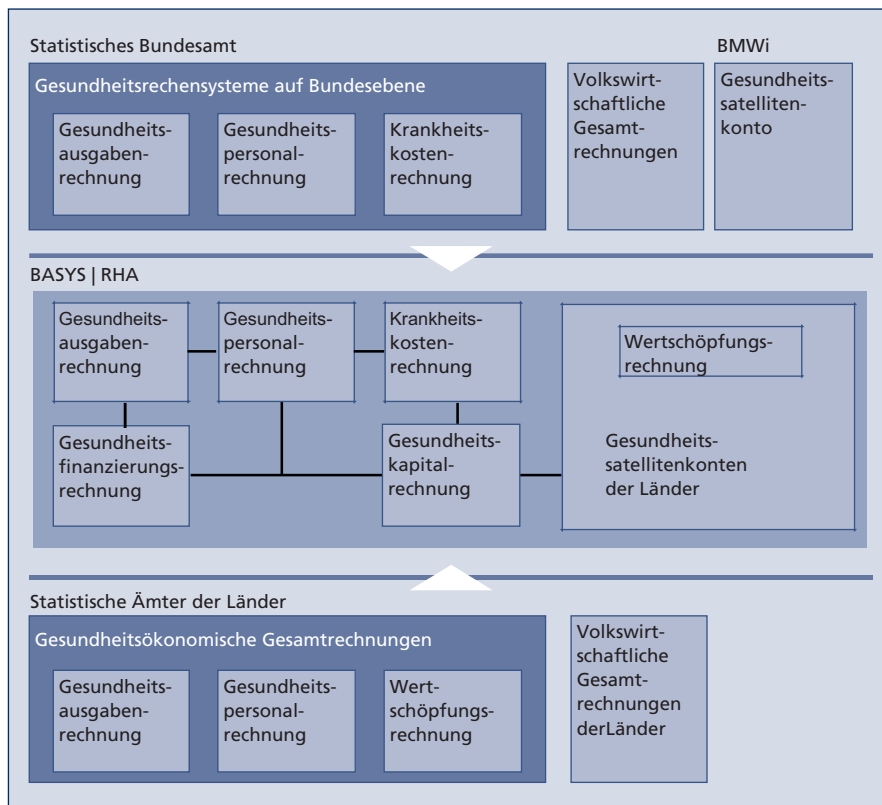 Statistisches Bundesamt
BMWi
Gesundheitsrechensysteme auf Bundesebene
Gesundheits-
ausgaben-
rechnung
Gesundheits-
personal-
rechnung
Krankheits-
kosten-
rechnung
Volkswirt-
schaftliche
Gesamt-
rechnungen
Gesundheits-
satelliten-
konto
BASYS | RHA
Gesundheits-
ausgaben-
rechnung
Gesundheits-
personal-
rechnung
Krankheits-
kosten-
rechnung
Wertschöpfungs-
rechnung
Gesundheits-
finanzierungs-
rechnung
Gesundheits-
kapital-
rechnung
Gesundheits-
satellitenkonten
der Länder
Statistische Ämter der Länder
Gesundheitsökonomische Gesamtrechnungen
Gesundheits-
ausgaben-
rechnung
Gesundheits-
personal-
rechnung
Wert-
schöpfungs-
rechnung
Volkswirt-
schaftliche
Gesamt-
rechnungen
derLänder